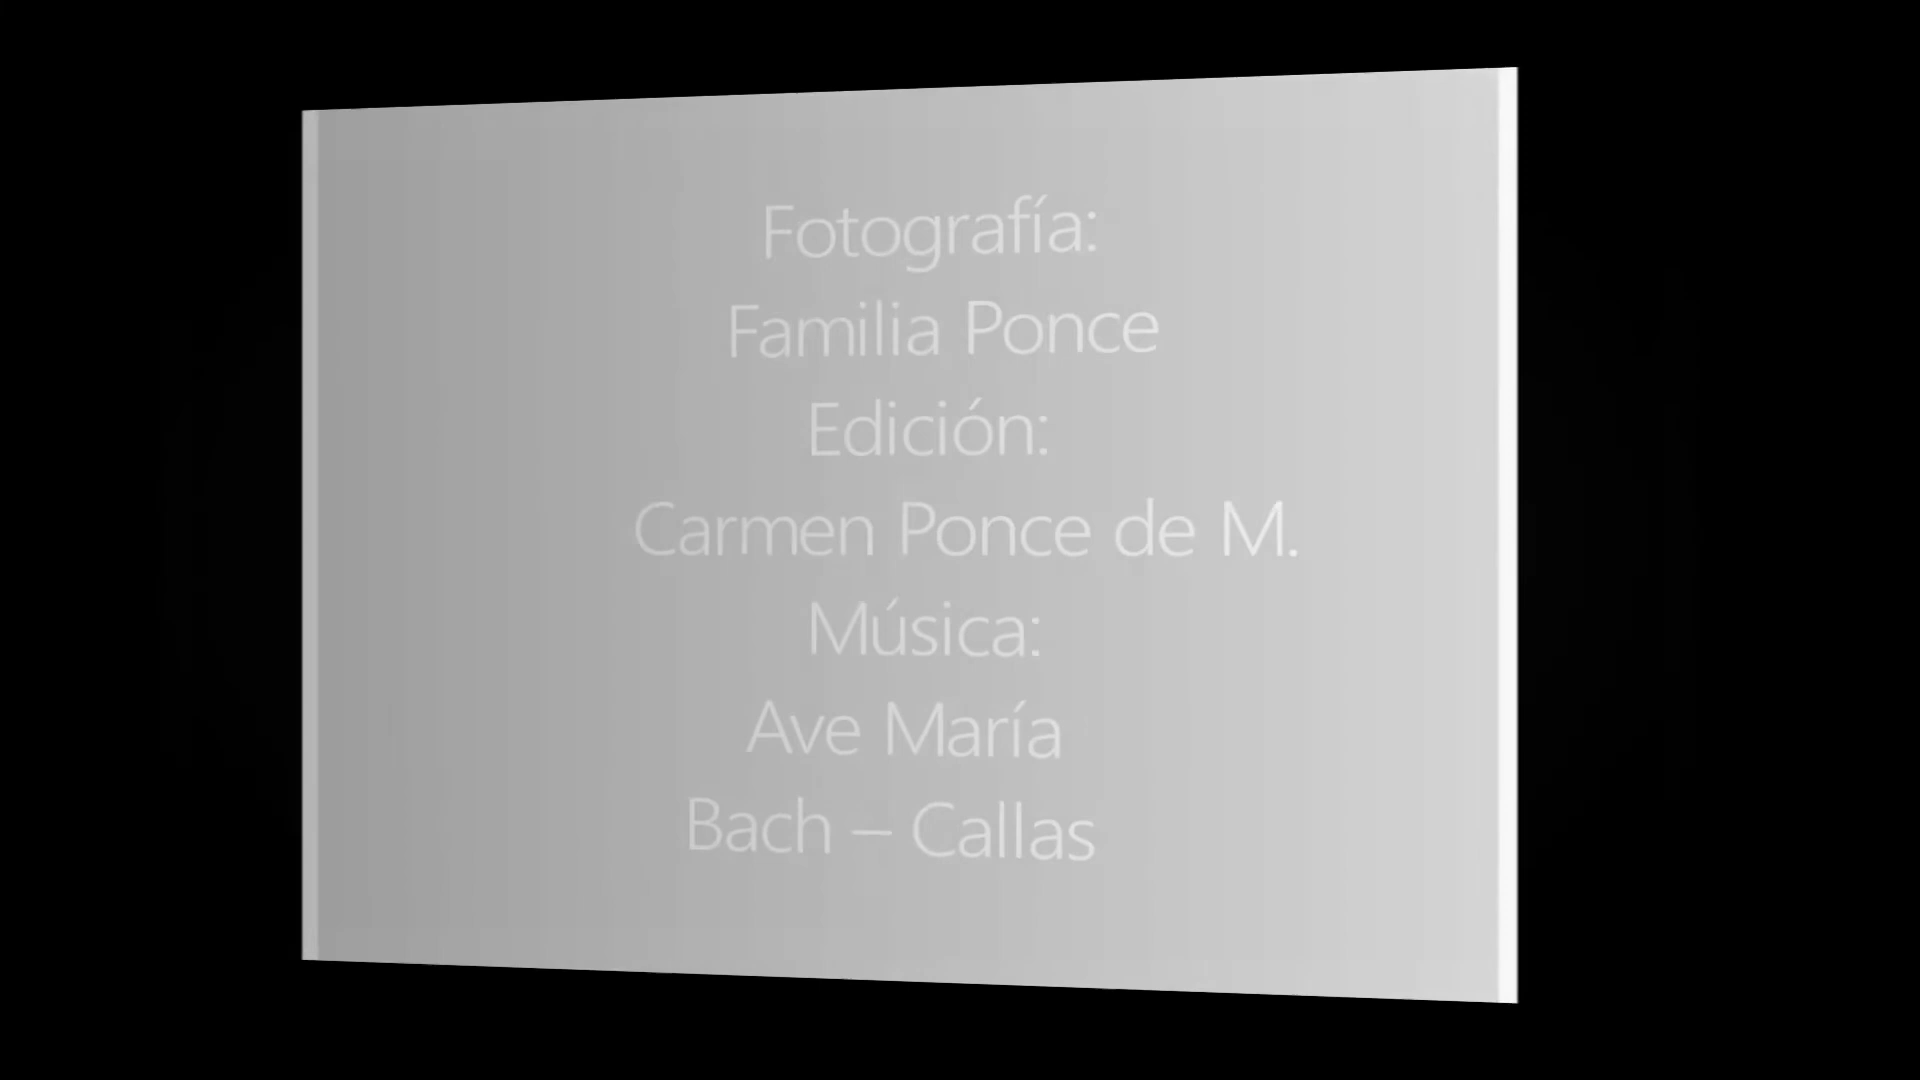 Fotografía:
Familia Ponce
Edición:
Carmen Ponce de M.
Música:
Ave María
Bach – Callas